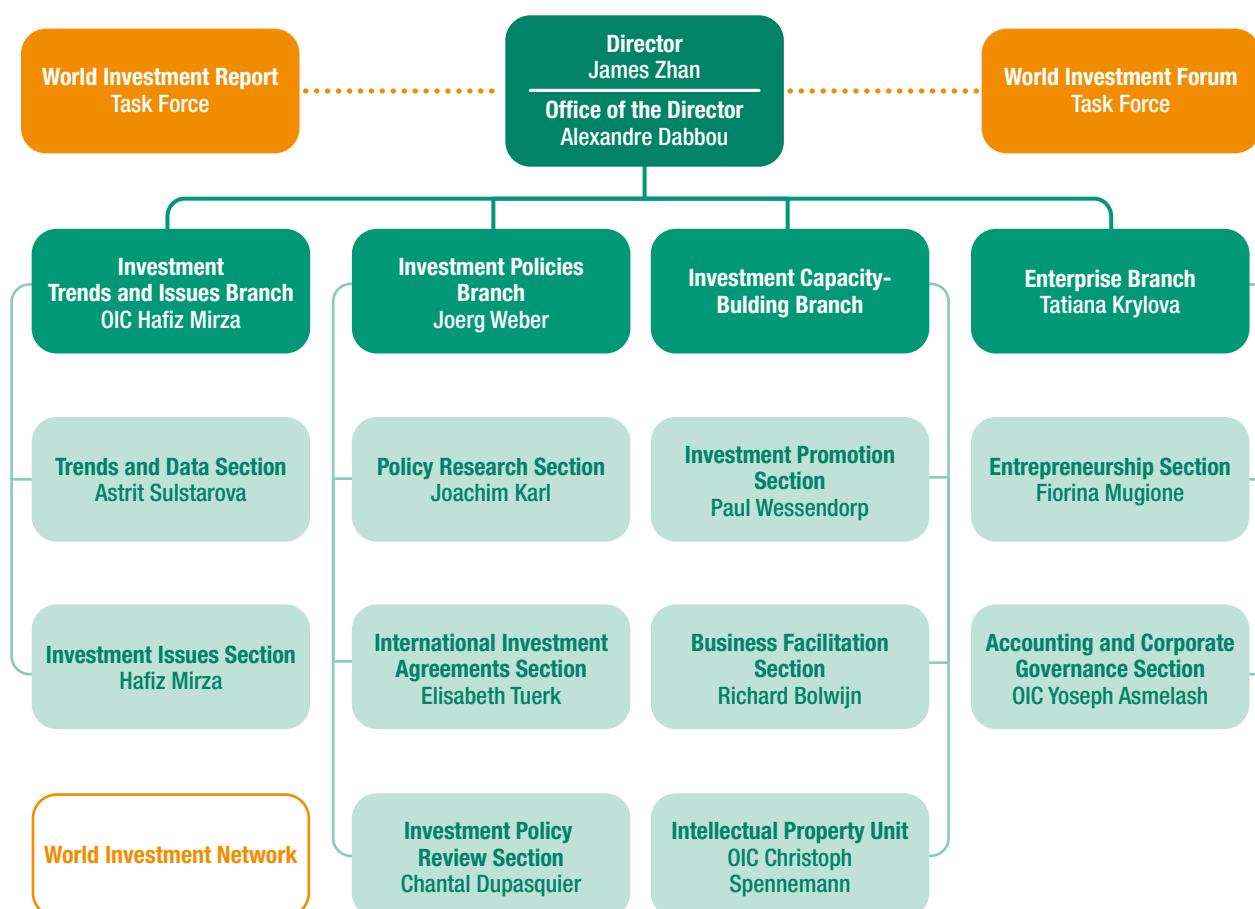 World Investment Report
Task Force
Director
James Zhan
Office of the Director
Alexandre Dabbou
World Investment Forum
Task Force
Investment
Trends and Issues Branch
OIC Hafiz Mirza
Investment Policies
Branch
Joerg Weber
Investment Capacity-
Bulding Branch
Enterprise Branch
Tatiana Krylova
Trends and Data Section
Astrit Sulstarova
Policy Research Section
Joachim Karl
Investment Promotion
Section
Paul Wessendorp
Entrepreneurship Section
Fiorina Mugione
Investment Issues Section
Hafiz Mirza
International Investment
Agreements Section
Elisabeth Tuerk
Business Facilitation
Section
Richard Bolwijn
Accounting and Corporate
Governance Section
OIC Yoseph Asmelash
World Investment Network
Investment Policy
Review Section
Chantal Dupasquier
Intellectual Property Unit
OIC Christoph
Spennemann